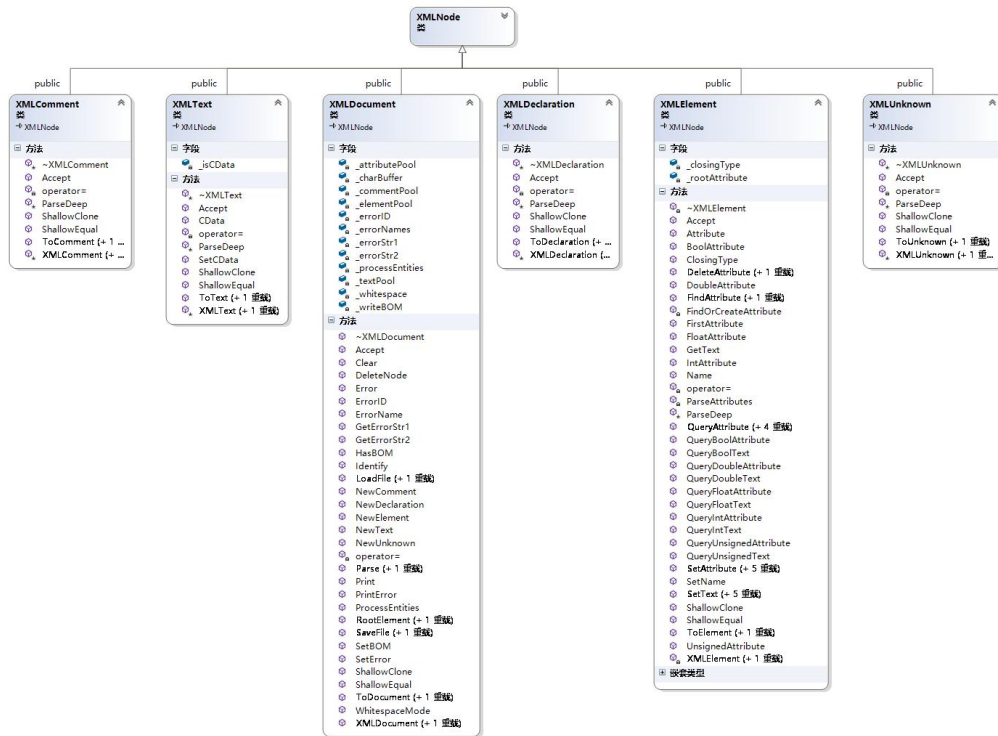 XMLNode
类
public
public
public
public
public
public
XMLComment
类
XMLNode
方法
~XMLComment
Accept
operator=
ParseDeep
ShallowClone
ShallowEqual
ToComment (+ 1 ...
XMLComment (+ ...
XMLText
类
XMLNode
字段
_isCData
方法
~XMLText
Accept
CData
operator=
ParseDeep
SetCData
ShallowClone
ShallowEqual
ToText (+ 1 重载)
XMLText (+ 1 重载)
XMLDocument
类
XMLNode
字段
_attributePool
_charBuffer
_commentPool
_elementPool
_errorID
_errorNames
_errorStr1
_errorStr2
_processEntities
_textPool
_whitespace
_writeBOM
方法
~XMLDocument
Accept
Clear
DeleteNode
Error
ErrorID
ErrorName
GetErrorStr1
GetErrorStr2
HasBOM
Identify
LoadFile (+ 1 重载)
NewComment
NewDeclaration
NewElement
NewText
NewUnknown
operator=
Parse (+ 1 重载)
Print
PrintError
ProcessEntities
RootElement (+ 1 重载)
SaveFile (+ 1 重载)
SetBOM
SetError
ShallowClone
ShallowEqual
ToDocument (+ 1 重载)
WhitespaceMode
XMLDocument (+ 1 重载)
XMLDeclaration
类
XMLNode
方法
~XMLDeclaration
Accept
operator=
ParseDeep
ShallowClone
ShallowEqual
ToDeclaration (+ ...
XMLDeclaration (...
XMLElement
类
XMLNode
字段
_closingType
_rootAttribute
方法
~XMLElement
Accept
Attribute
BoolAttribute
ClosingType
DeleteAttribute (+ 1 重载)
DoubleAttribute
FindAttribute (+ 1 重载)
FindOrCreateAttribute
FirstAttribute
FloatAttribute
GetText
IntAttribute
Name
operator=
ParseAttributes
ParseDeep
QueryAttribute (+ 4 重载)
QueryBoolAttribute
QueryBoolText
QueryDoubleAttribute
QueryDoubleText
QueryFloatAttribute
QueryFloatText
QueryIntAttribute
QueryIntText
QueryUnsignedAttribute
QueryUnsignedText
SetAttribute (+ 5 重载)
SetName
SetText (+ 5 重载)
ShallowClone
ShallowEqual
ToElement (+ 1 重载)
UnsignedAttribute
XMLElement (+ 1 重载)
嵌套类型
XMLUnknown
类
XMLNode
方法
~XMLUnknown
Accept
operator=
ParseDeep
ShallowClone
ShallowEqual
ToUnknown (+ 1 重载)
XMLUnknown (+ 1 重...